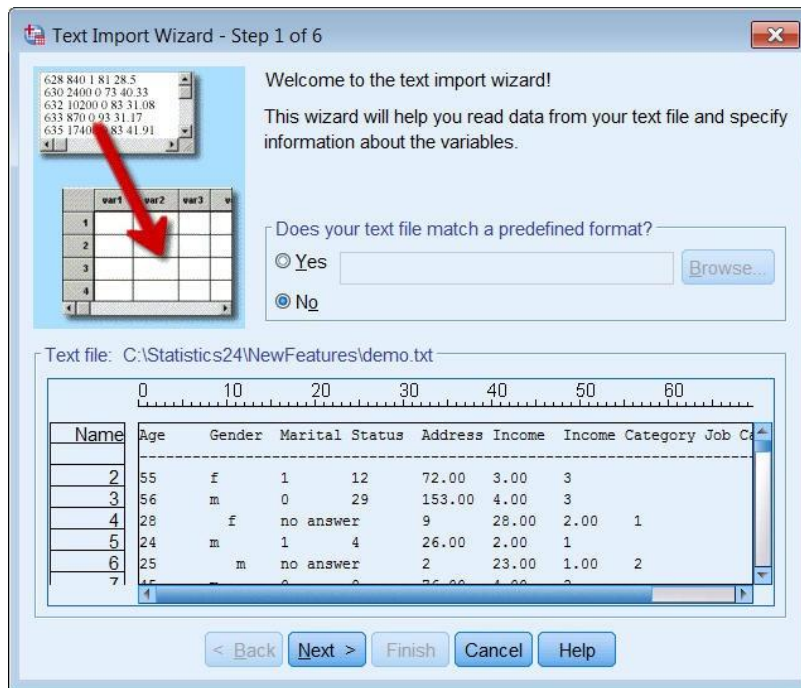 Text Import Wizard - Step 1 of 6
628 840 1 81 28.5
630 2400 0 73 40.33
632 10200 0 83 31.08
633 870 0 93 31.17
635 1740 83 41.91
var1 var2 var3 v
1
2
3
4
Welcome to the text import wizard!
This wizard will help you read data from your text file and specify
information about the variables.
Does your text file match a predefined format?
Yes Browse...
No
Text file: C:\Statistics24\NewFeatures\demo.txt
0 10 20 30 40 50 60
Name Age Gender Marital Status Address Income Income Category Job Ca
2 55 f 1 12 72.00 3.00 3
3 56 m 0 29 153.00 4.00 3
4 28 f no answer 9 28.00 2.00 1
5 24 m 1 4 26.00 2.00 1
6 25 m no answer 2 23.00 1.00 2
7
< Back Next > Finish Cancel Help